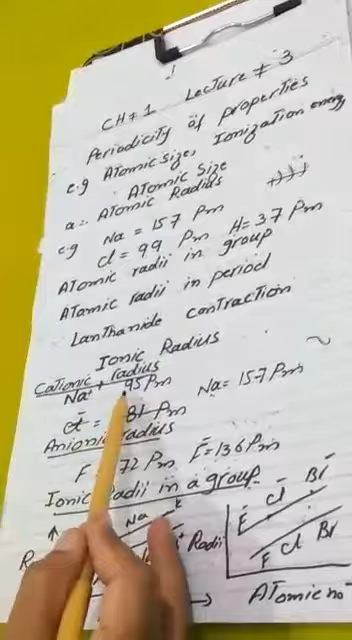 CH#1 Lecture # 3
Periodicity of properties
e.g Atomic Size, Ionization energy
Atomic Size
a:- Atomic Radius
e.g Na = 157 Pm
Cl = 99 Pm H = 37 Pm
Atomic radii in group
Atomic radii in period
Lanthanide contraction
Ionic Radius
Cationic radius
Na+ 95 Pm Na = 157 Pm
= 181 Pm
Anionic radius
F 72 Pm F̄ = 136 Pm
Ionic Radii in a group
Na K
Radii
F̄ Cl̄ Br̄
F Cl Br
Atomic no